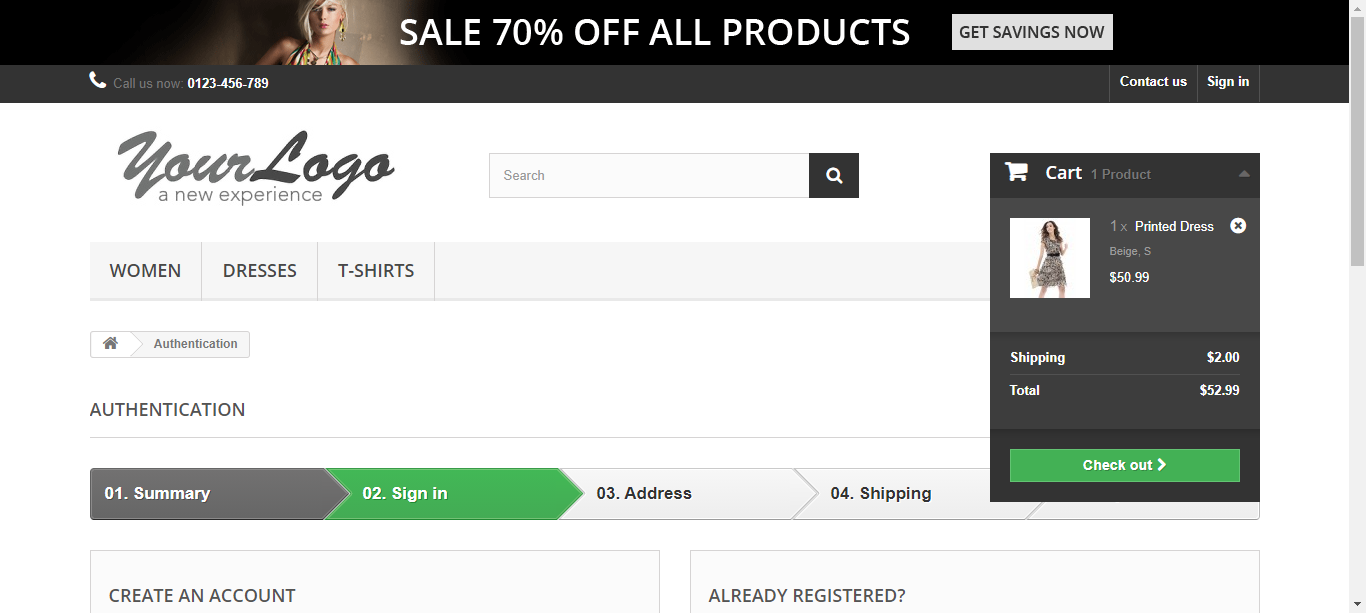 SALE 70% OFF ALL PRODUCTS
GET SAVINGS NOW
Call us now: 0123-456-789
Contact us
Sign in
Your Logo
a new experience
Search
Cart 1 Product
1 x Printed Dress
Beige, S
$50.99
Shipping $2.00
Total $52.99
Check out
WOMEN
DRESSES
T-SHIRTS
Authentication
AUTHENTICATION
01. Summary
02. Sign in
03. Address
04. Shipping
CREATE AN ACCOUNT
ALREADY REGISTERED?